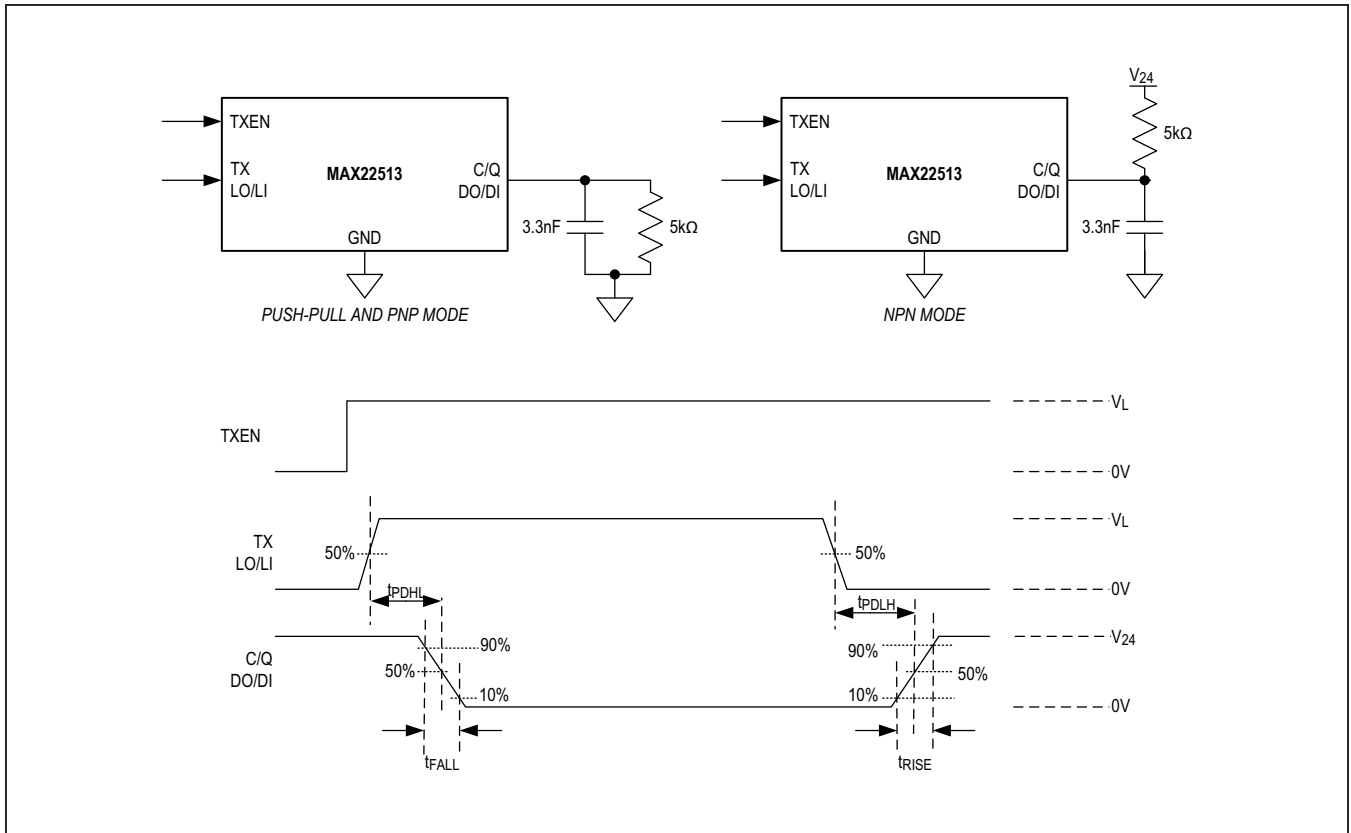 TXEN
TX
LO/LI
MAX22513
C/Q
DO/DI
GND
3.3nF
5kΩ
PUSH-PULL AND PNP MODE
V24
5kΩ
TXEN
TX
LO/LI
MAX22513
C/Q
DO/DI
GND
3.3nF
NPN MODE
TXEN
VL
0V
TX
LO/LI
50%
50%
VL
0V
tPDHL
tPDLH
C/Q
DO/DI
90%
50%
10%
90%
50%
10%
V24
0V
tFALL
tRISE